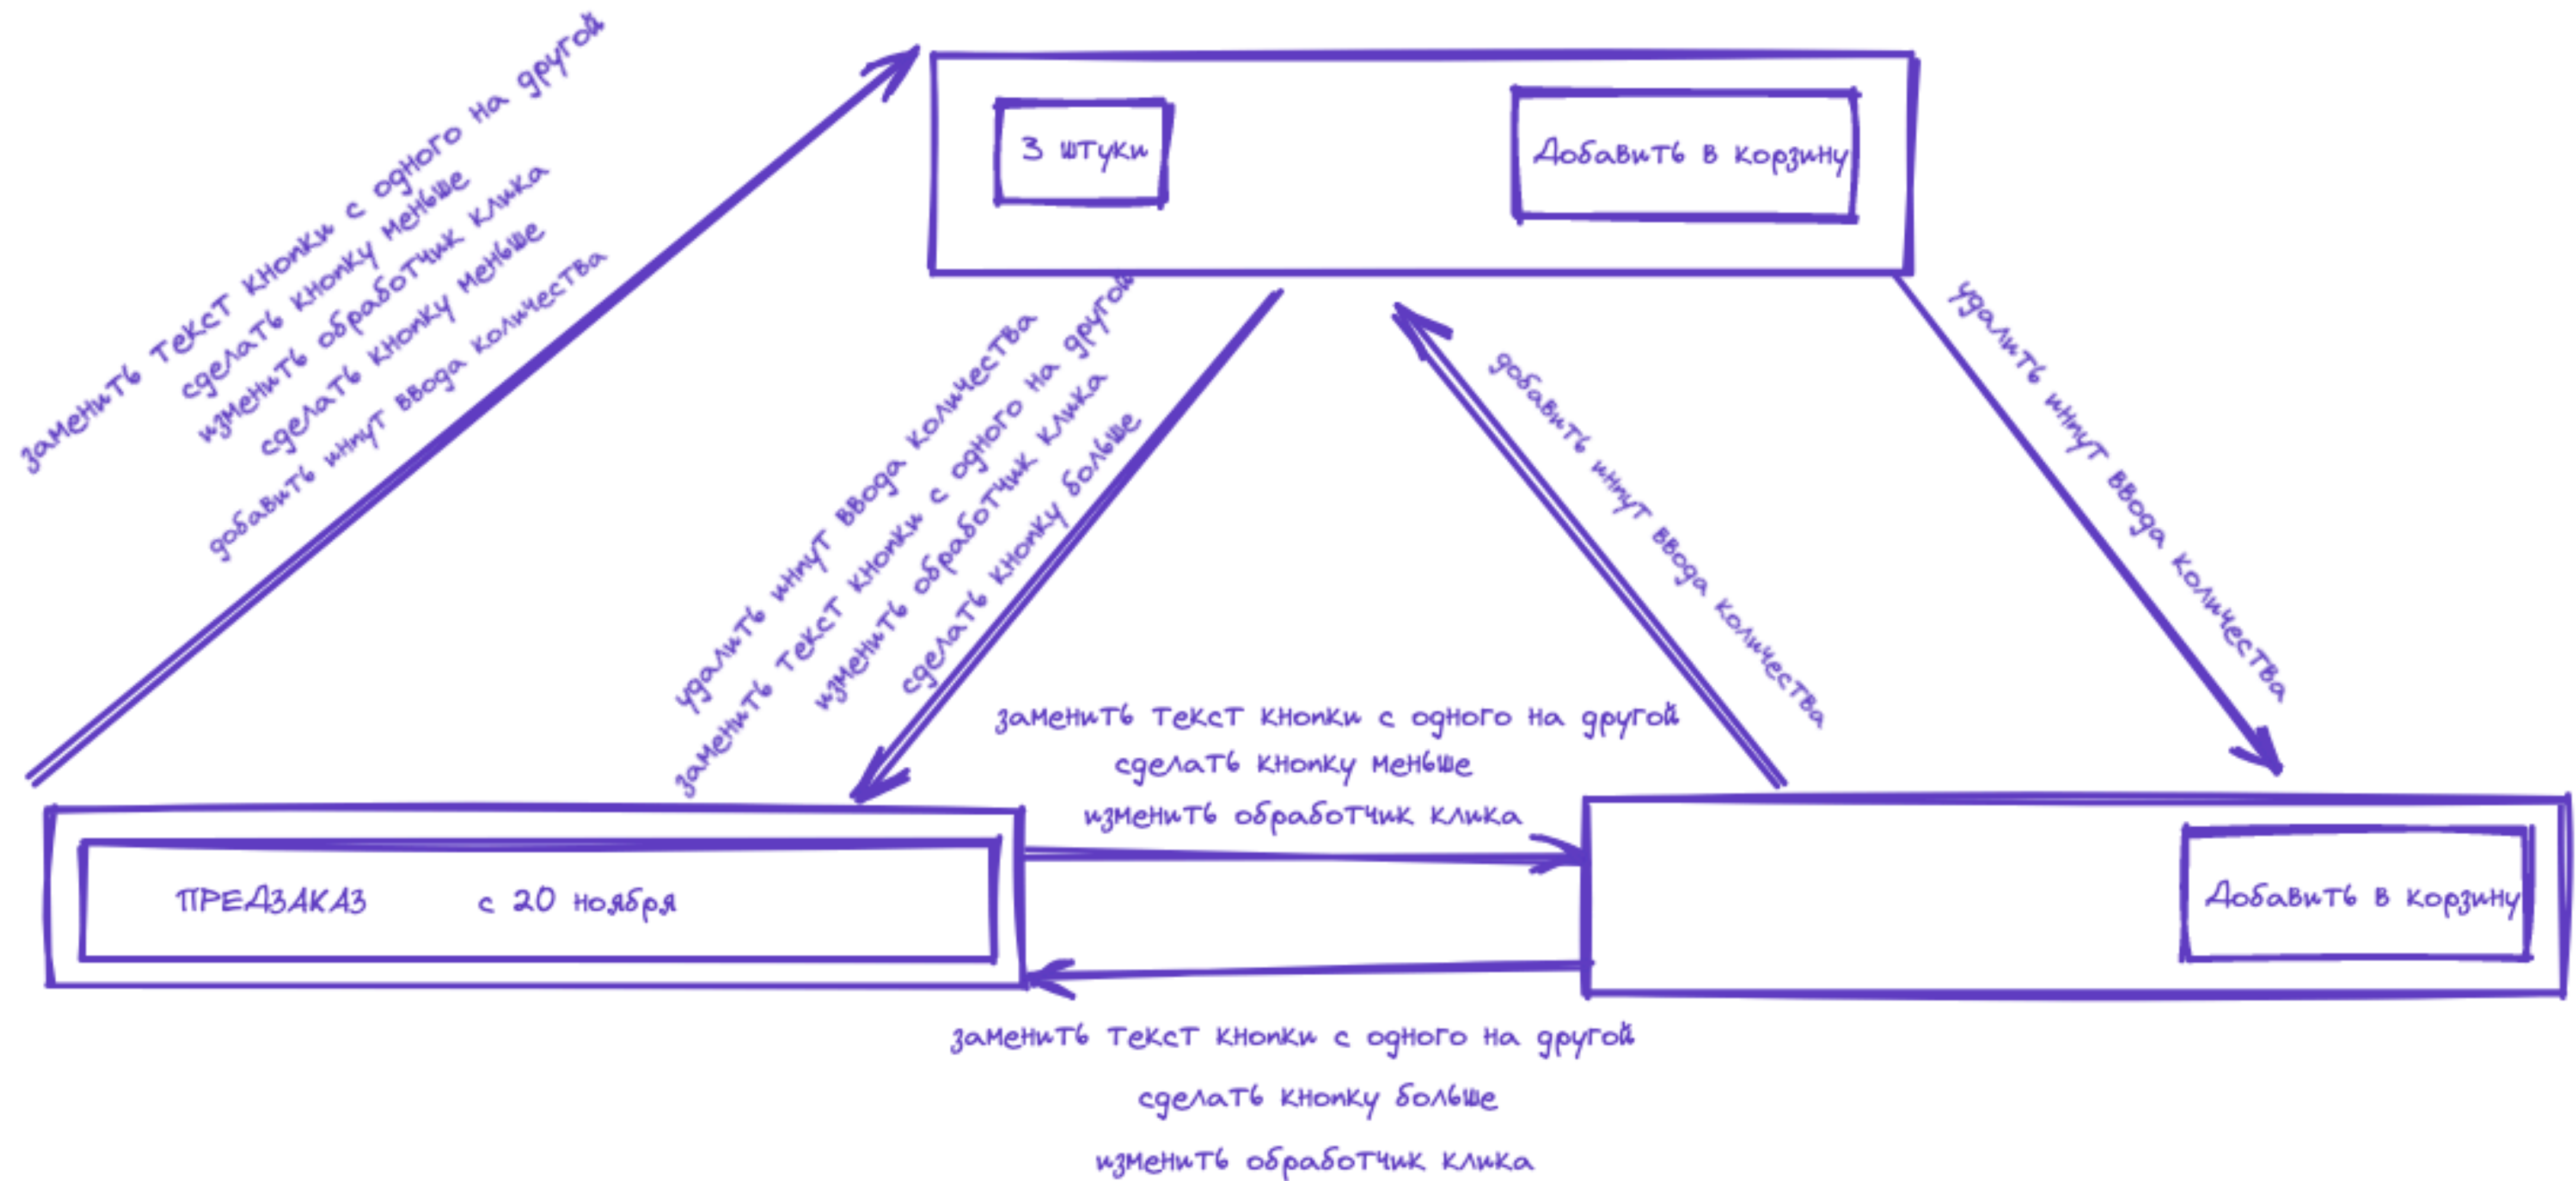 заменить текст кнопки с одного на другой
сделать кнопку меньше
изменить обработчик клика
сделать кнопку меньше
добавить инпут ввода количества
3 штуки
Добавить в корзину
удалить инпут ввода количества
заменить текст кнопки с одного на другой
изменить обработчик клика
сделать кнопку больше
добавить инпут ввода количества
удалить инпут ввода количества
заменить текст кнопки с одного на другой
сделать кнопку меньше
изменить обработчик клика
ПРЕДЗАКАЗ с 20 ноября
Добавить в корзину
заменить текст кнопки с одного на другой
сделать кнопку больше
изменить обработчик клика